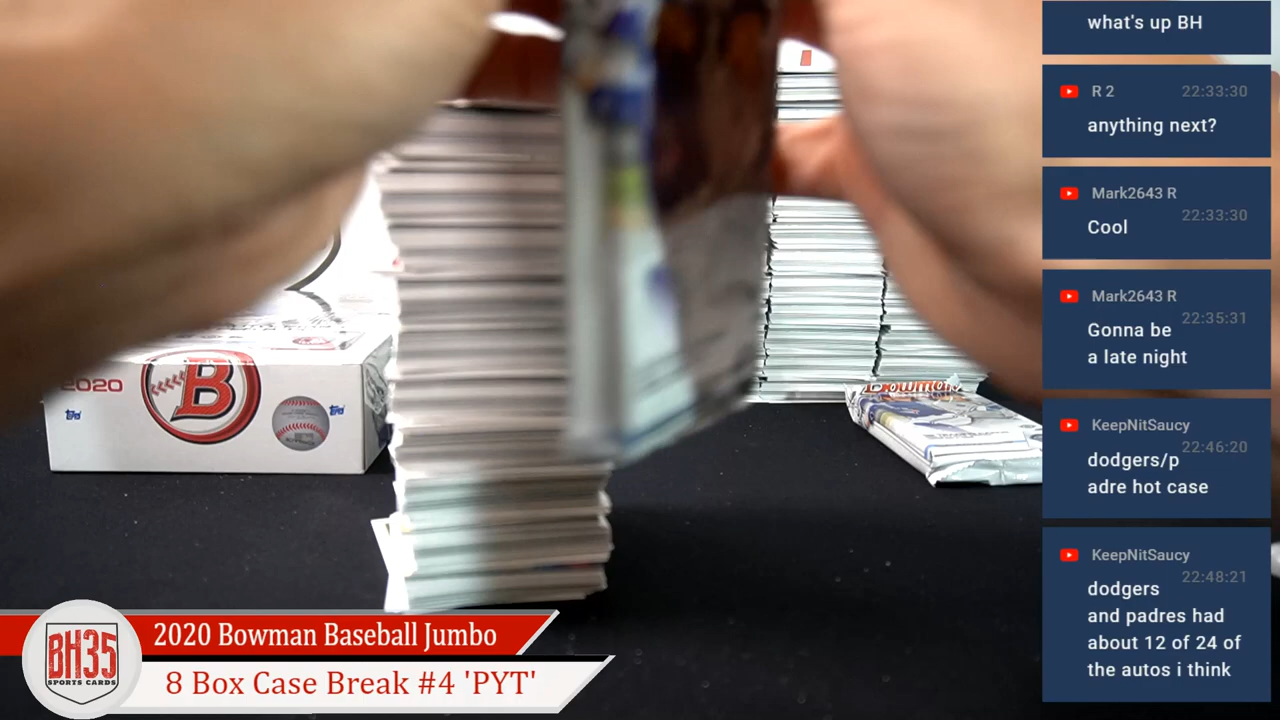 what's up BH
R 2 22:33:30
anything next?
Mark2643 R 22:33:30
Cool
Mark2643 R 22:35:31
Gonna be
a late night
KeepNitSaucy 22:46:20
dodgers/p
adre hot case
KeepNitSaucy 22:48:21
dodgers
and padres had
about 12 of 24 of
the autos i think
2020
B
topps
topps
Bowman
BH35
SPORTS CARDS
2020 Bowman Baseball Jumbo
8 Box Case Break #4 'PYT'